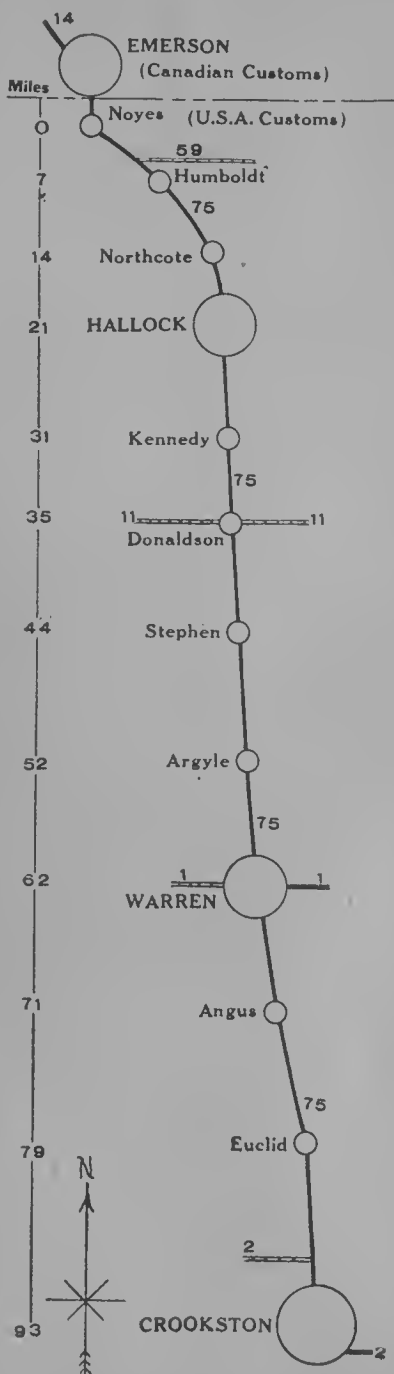 14
EMERSON
(Canadian Customs)
Miles
0 Noyes (U.S.A. Customs)
59
7 Humboldt
75
14 Northcote
21 HALLOCK
31 Kennedy
75
35 11 11
Donaldson
44 Stephen
52 Argyle
75
62 1 1
WARREN
71 Angus
75
79 Euclid
N
2
93 CROOKSTON
2